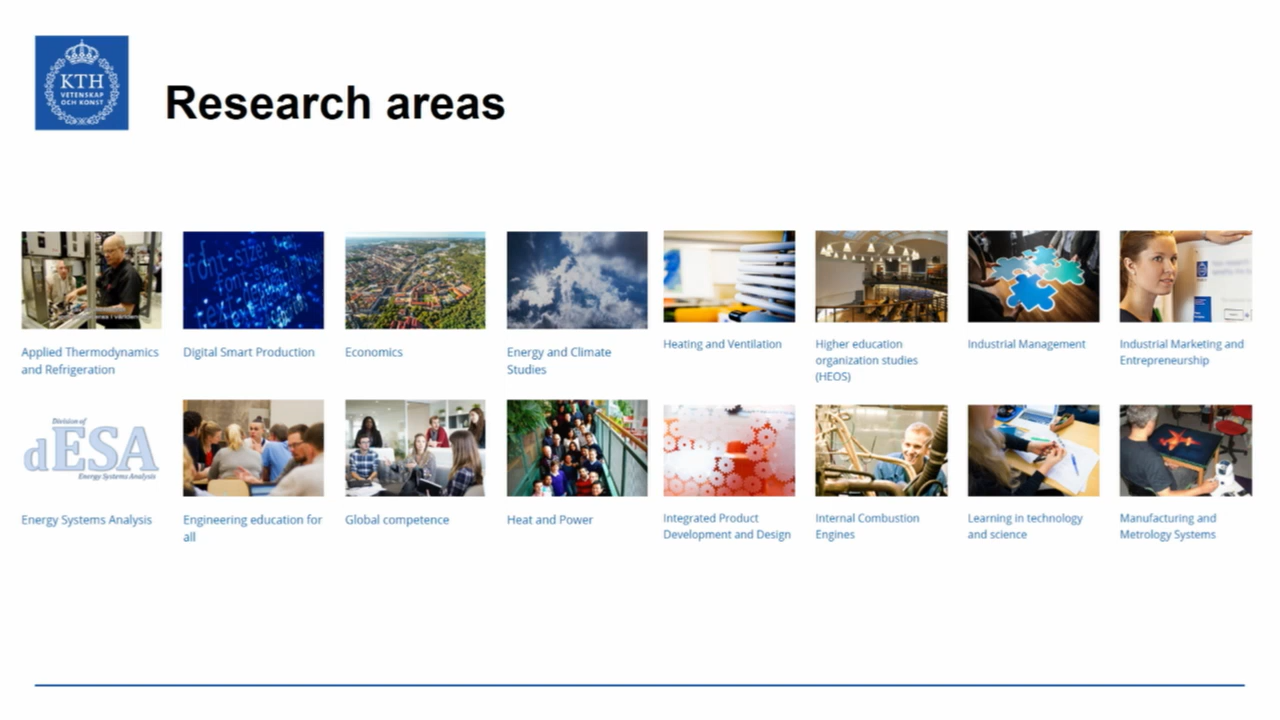 KTH
VETENSKAP
OCH KONST
Research areas
font-size:
Applied Thermodynamics
and Refrigeration
Digital Smart Production
Economics
Energy and Climate
Studies
Heating and Ventilation
Higher education
organization studies
(HEOS)
Industrial Management
Industrial Marketing and
Entrepreneurship
Division of
dESA
Energy Systems Analysis
Energy Systems Analysis
Engineering education for
all
Global competence
Heat and Power
Integrated Product
Development and Design
Internal Combustion
Engines
Learning in technology
and science
Manufacturing and
Metrology Systems